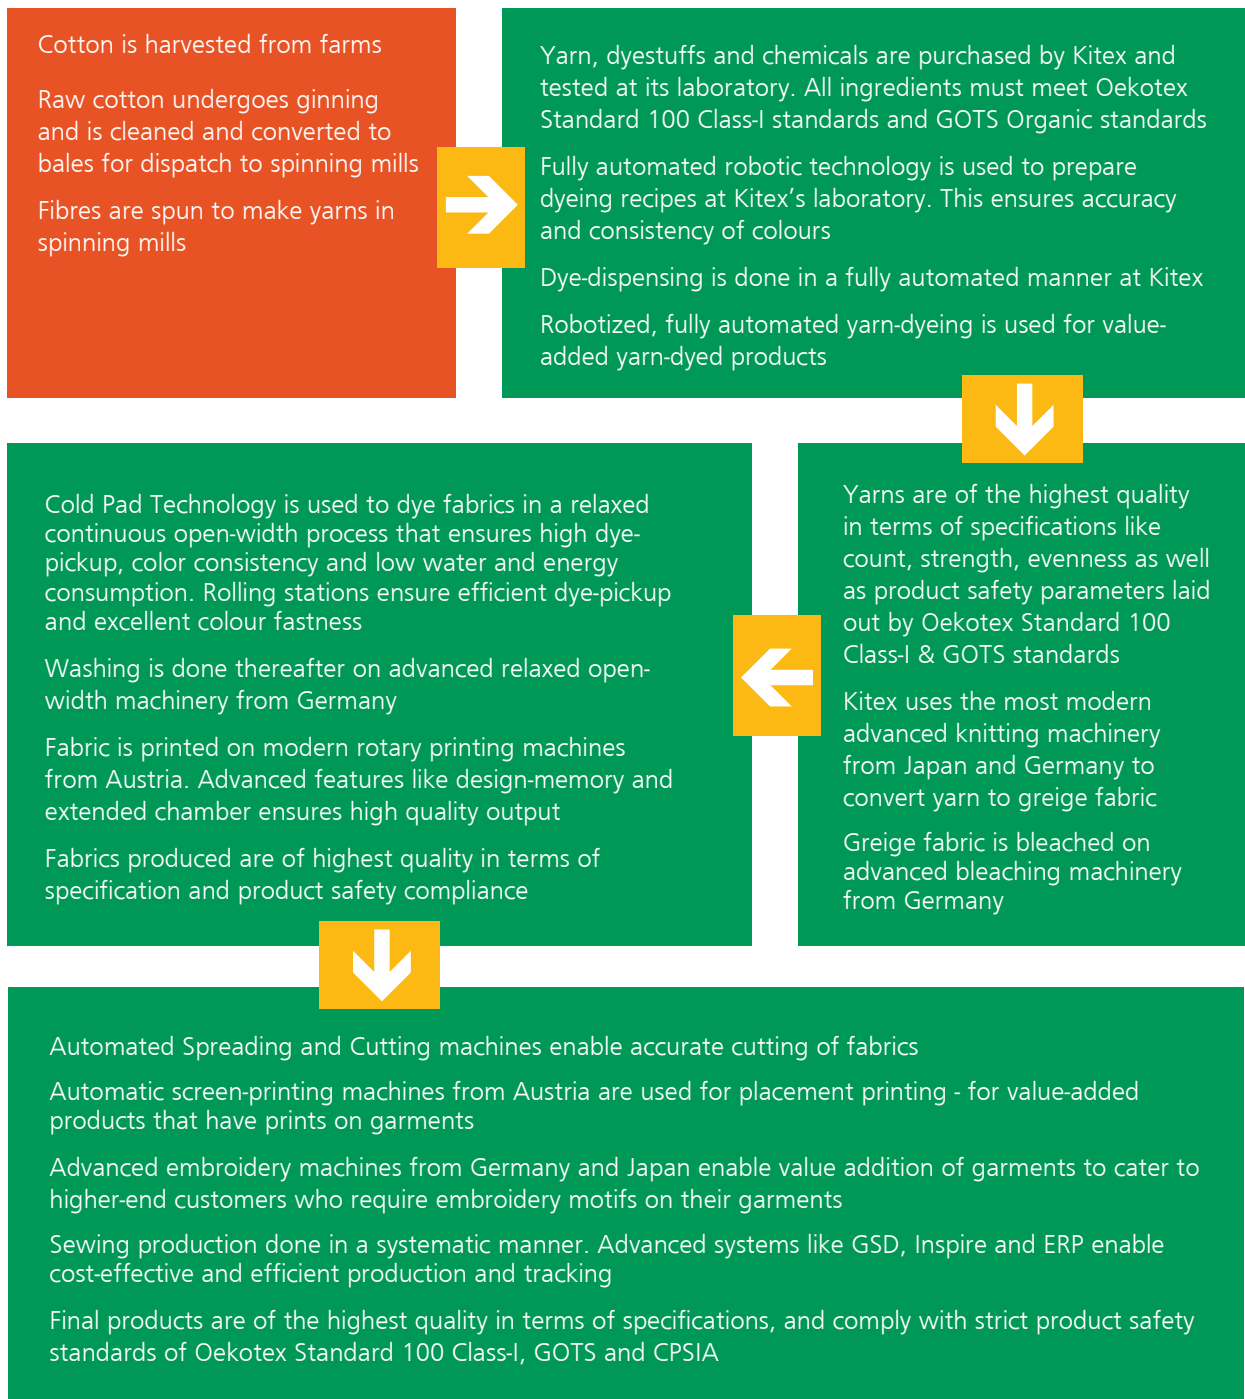 Cotton is harvested from farms
Raw cotton undergoes ginning
and is cleaned and converted to
bales for dispatch to spinning mills
Fibres are spun to make yarns in
spinning mills
Yarn, dyestuffs and chemicals are purchased by Kitex and
tested at its laboratory. All ingredients must meet Oekotex
Standard 100 Class-I standards and GOTS Organic standards
Fully automated robotic technology is used to prepare
dyeing recipes at Kitex’s laboratory. This ensures accuracy
and consistency of colours
Dye-dispensing is done in a fully automated manner at Kitex
Robotized, fully automated yarn-dyeing is used for value-
added yarn-dyed products
Yarns are of the highest quality
in terms of specifications like
count, strength, evenness as well
as product safety parameters laid
out by Oekotex Standard 100
Class-I & GOTS standards
Kitex uses the most modern
advanced knitting machinery
from Japan and Germany to
convert yarn to greige fabric
Greige fabric is bleached on
advanced bleaching machinery
from Germany
Cold Pad Technology is used to dye fabrics in a relaxed
continuous open-width process that ensures high dye-
pickup, color consistency and low water and energy
consumption. Rolling stations ensure efficient dye-pickup
and excellent colour fastness
Washing is done thereafter on advanced relaxed open-
width machinery from Germany
Fabric is printed on modern rotary printing machines
from Austria. Advanced features like design-memory and
extended chamber ensures high quality output
Fabrics produced are of highest quality in terms of
specification and product safety compliance
Automated Spreading and Cutting machines enable accurate cutting of fabrics
Automatic screen-printing machines from Austria are used for placement printing - for value-added
products that have prints on garments
Advanced embroidery machines from Germany and Japan enable value addition of garments to cater to
higher-end customers who require embroidery motifs on their garments
Sewing production done in a systematic manner. Advanced systems like GSD, Inspire and ERP enable
cost-effective and efficient production and tracking
Final products are of the highest quality in terms of specifications, and comply with strict product safety
standards of Oekotex Standard 100 Class-I, GOTS and CPSIA